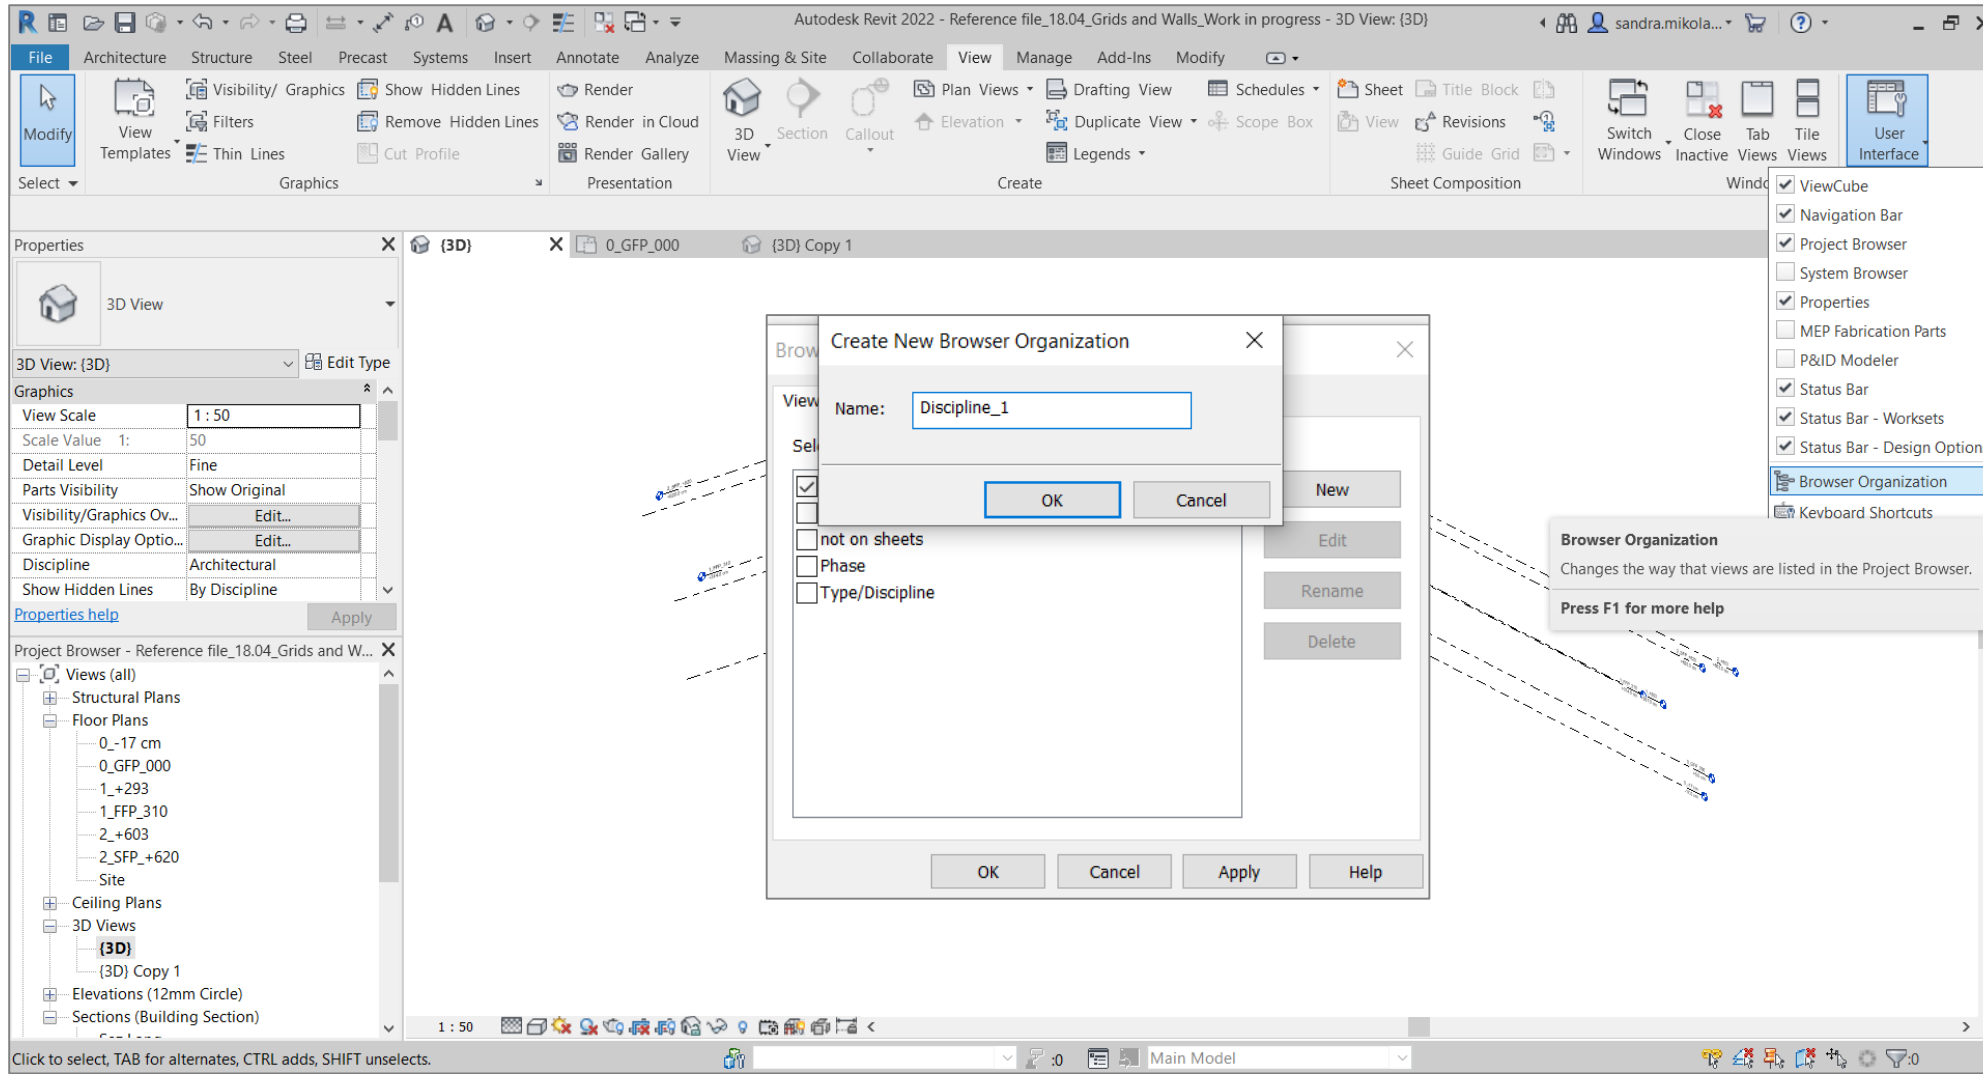 Autodesk Revit 2022 - Reference file_18.04_Grids and Walls_Work in progress - 3D View: {3D}
sandra.mikola...
File Architecture Structure Steel Precast Systems Insert Annotate Analyze Massing & Site Collaborate View Manage Add-Ins Modify
Modify
View Templates
Visibility/ Graphics
Filters
Thin Lines
Show Hidden Lines
Remove Hidden Lines
Cut Profile
Render
Render in Cloud
Render Gallery
3D View
Section
Callout
Plan Views
Elevation
Drafting View
Duplicate View
Legends
Schedules
Scope Box
Sheet
View
Title Block
Revisions
Guide Grid
Switch Windows
Close Inactive
Tab Views
Tile Views
User Interface
Select
Graphics
Presentation
Create
Sheet Composition
Windo
ViewCube
Navigation Bar
Project Browser
System Browser
Properties
MEP Fabrication Parts
P&ID Modeler
Status Bar
Status Bar - Worksets
Status Bar - Design Option
Browser Organization
Keyboard Shortcuts
Browser Organization
Changes the way that views are listed in the Project Browser.
Press F1 for more help
Properties
{3D}
0_GFP_000
{3D} Copy 1
3D View
3D View: {3D}
Edit Type
Graphics
View Scale 1 : 50
Scale Value 1: 50
Detail Level Fine
Parts Visibility Show Original
Visibility/Graphics Ov... Edit...
Graphic Display Optio... Edit...
Discipline Architectural
Show Hidden Lines By Discipline
Properties help
Apply
Project Browser - Reference file_18.04_Grids and W...
Views (all)
Structural Plans
Floor Plans
0_-17 cm
0_GFP_000
1_+293
1_FFP_310
2_+603
2_SFP_+620
Site
Ceiling Plans
3D Views
{3D}
{3D} Copy 1
Elevations (12mm Circle)
Sections (Building Section)
Brow
View
Sel
Create New Browser Organization
Name: Discipline_1
OK
Cancel
not on sheets
Phase
Type/Discipline
New
Edit
Rename
Delete
OK
Cancel
Apply
Help
1 : 50
Click to select, TAB for alternates, CTRL adds, SHIFT unselects.
:0
Main Model
:0